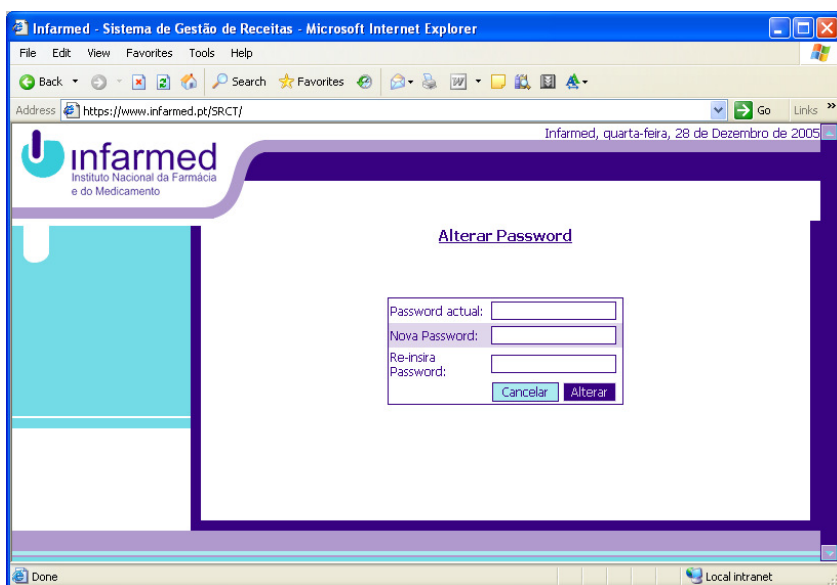 Infarmed - Sistema de Gestão de Receitas - Microsoft Internet Explorer
File Edit View Favorites Tools Help
Back Search Favorites
Address https://www.infarmed.pt/SRCT/ Go Links »
Infarmed, quarta-feira, 28 de Dezembro de 2005
infarmed
Instituto Nacional da Farmácia
e do Medicamento
Alterar Password
Password actual:
Nova Password:
Re-insira
Password:
Cancelar Alterar
Done Local intranet